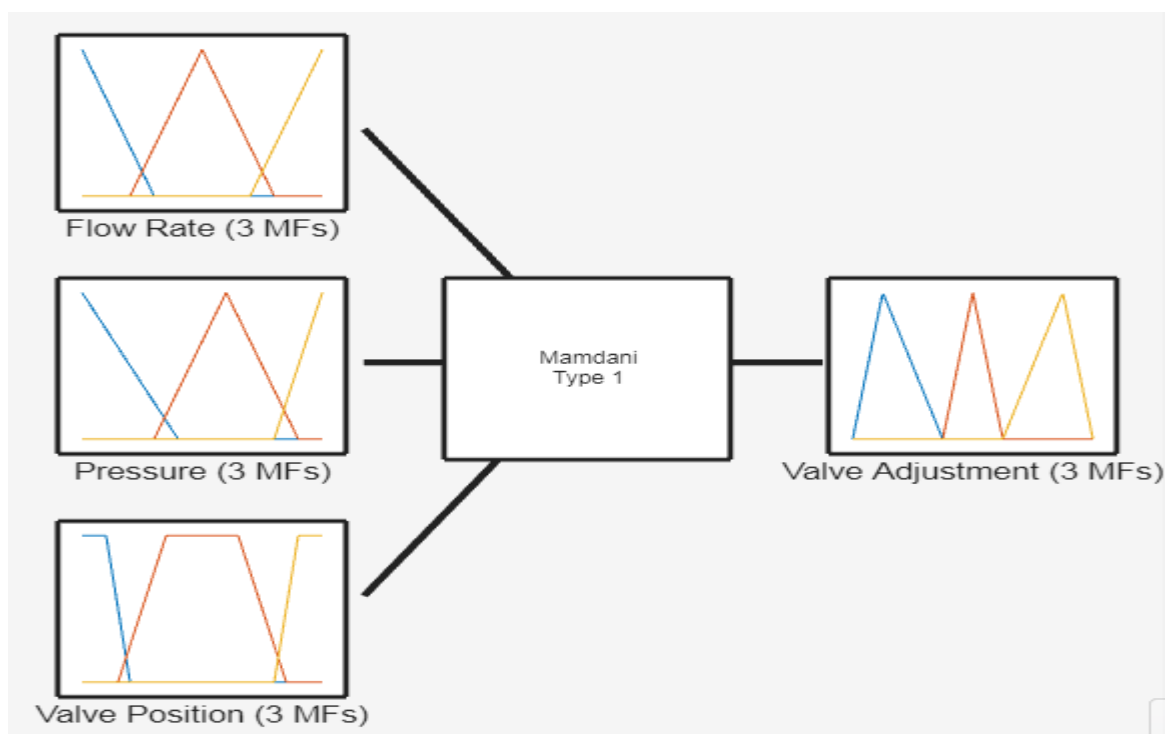 Flow Rate (3 MFs)
Pressure (3 MFs)
Valve Position (3 MFs)
Mamdani
Type 1
Valve Adjustment (3 MFs)